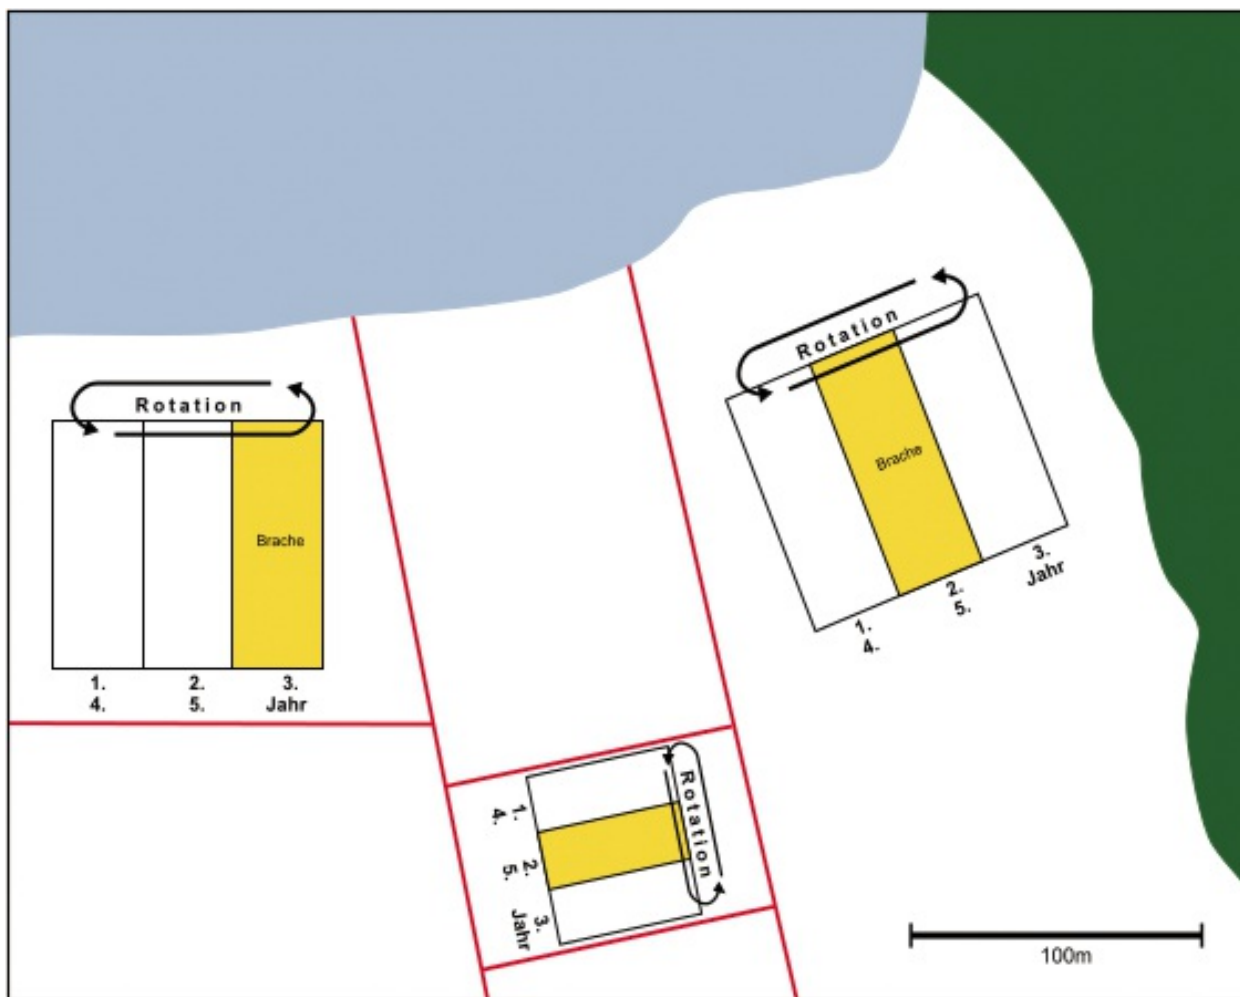 Rotation
Brache
1. 2. 3.
4. 5. Jahr
Rotation
Brache
1. 2. 3.
4. 5. Jahr
Rotation
1. 2. 3.
4. 5. Jahr
100m